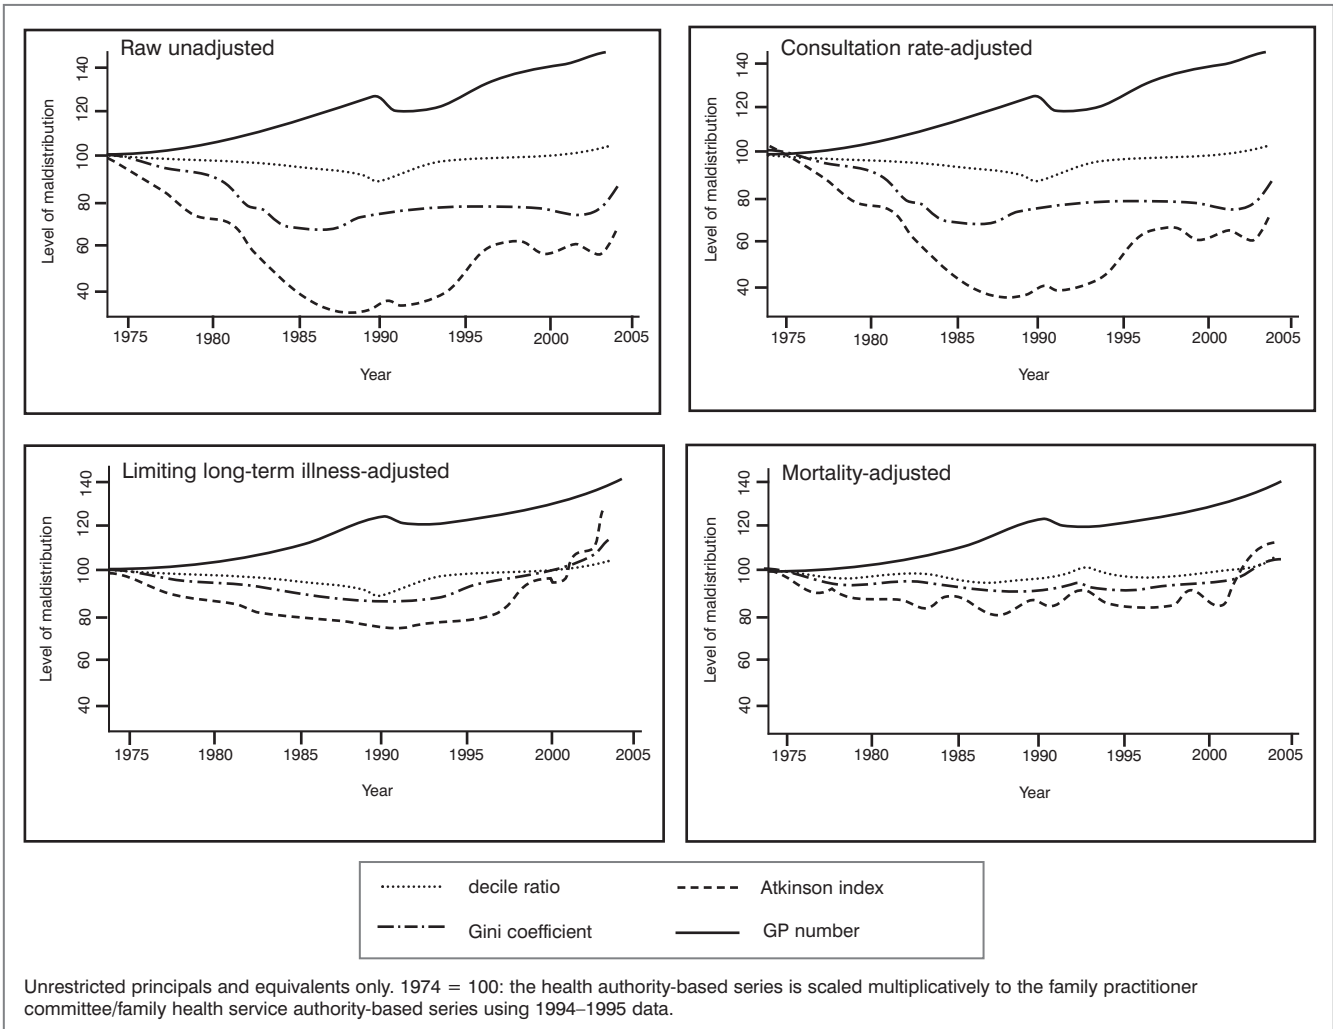 Raw unadjusted
Level of maldistribution
140
120
100
80
60
40
1975 1980 1985 1990 1995 2000 2005
Year
Consultation rate-adjusted
Level of maldistribution
140
120
100
80
60
40
1975 1980 1985 1990 1995 2000 2005
Year
Limiting long-term illness-adjusted
Level of maldistribution
140
120
100
80
60
40
1975 1980 1985 1990 1995 2000 2005
Year
Mortality-adjusted
Level of maldistribution
140
120
100
80
60
40
1975 1980 1985 1990 1995 2000 2005
Year
decile ratio
Atkinson index
Gini coefficient
GP number
Unrestricted principals and equivalents only. 1974 = 100: the health authority-based series is scaled multiplicatively to the family practitioner
committee/family health service authority-based series using 1994–1995 data.